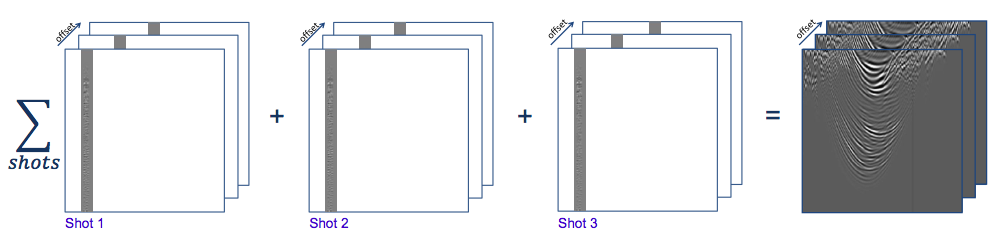 offset
offset
offset
offset
∑ + + =
shots
Shot 1
Shot 2
Shot 3